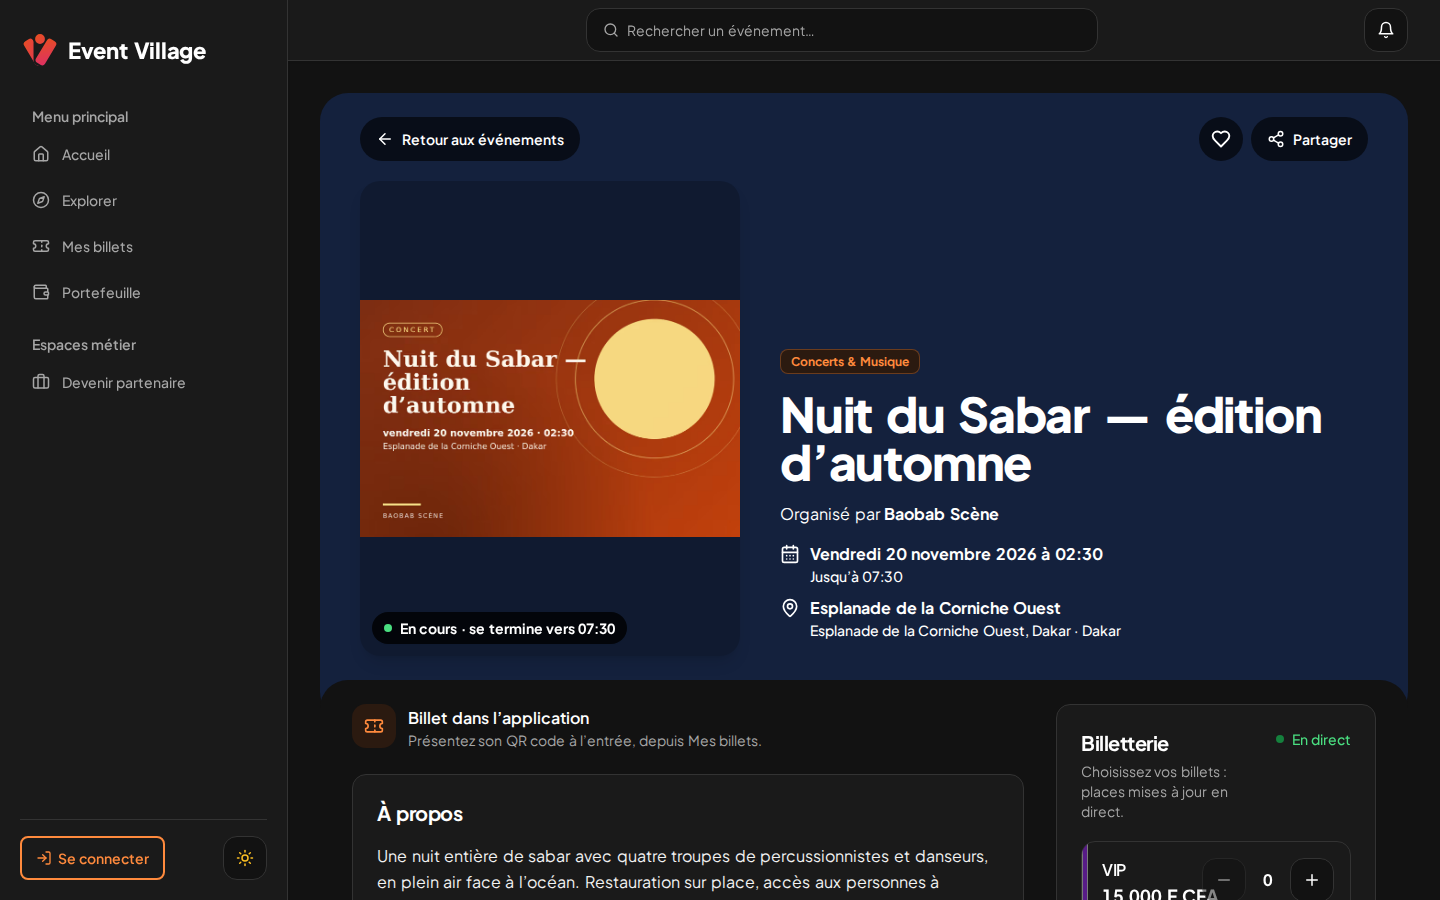 Event Village
Rechercher un événement…
Menu principal
Accueil
Explorer
Mes billets
Portefeuille
Espaces métier
Devenir partenaire
Se connecter
Retour aux événements
Partager
CONCERT
Nuit du Sabar —
édition
d’automne
vendredi 20 novembre 2026 · 02:30
Esplanade de la Corniche Ouest · Dakar
BAOBAB SCÈNE
En cours · se termine vers 07:30
Concerts & Musique
Nuit du Sabar — édition
d’automne
Organisé par Baobab Scène
Vendredi 20 novembre 2026 à 02:30
Jusqu’à 07:30
Esplanade de la Corniche Ouest
Esplanade de la Corniche Ouest, Dakar · Dakar
Billet dans l’application
Présentez son QR code à l’entrée, depuis Mes billets.
À propos
Une nuit entière de sabar avec quatre troupes de percussionnistes et danseurs,
en plein air face à l’océan. Restauration sur place, accès aux personnes à
Billetterie
En direct
Choisissez vos billets :
places mises à jour en
direct.
VIP
15 000 F CFA
0